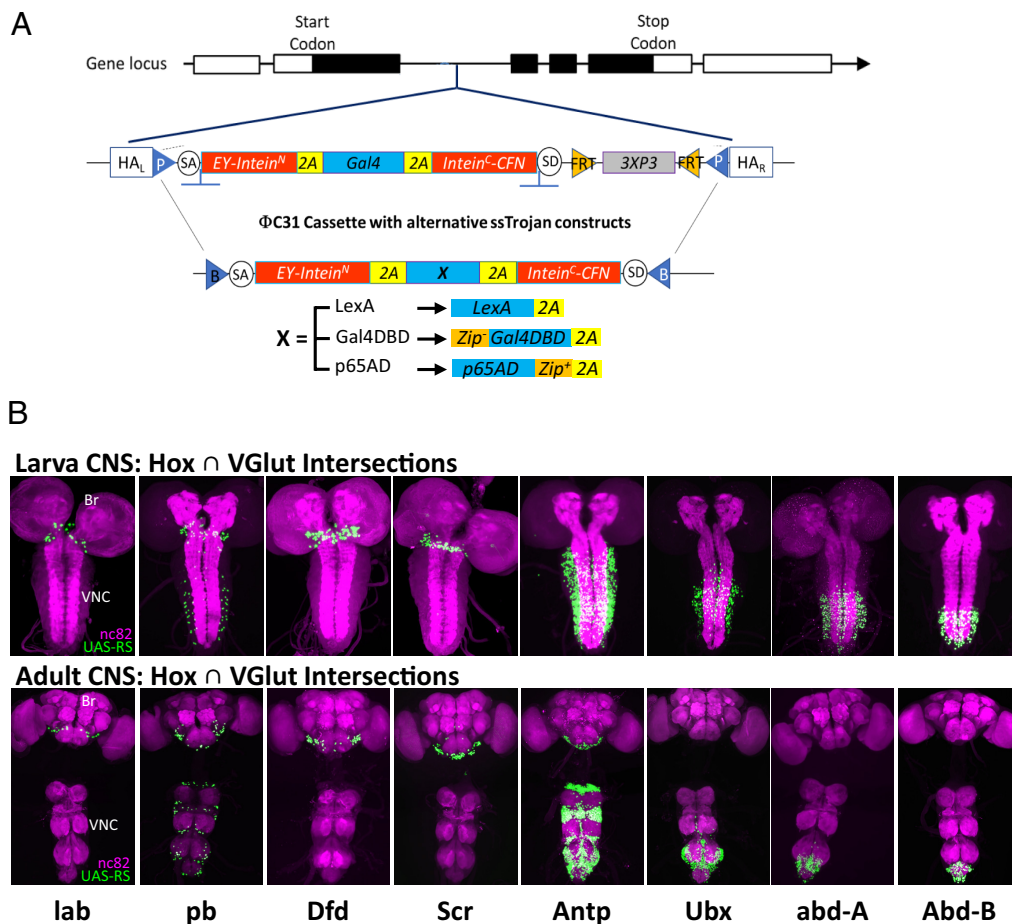 A
Start
Codon
Stop
Codon
Gene locus
HAL P SA EY-InteinN 2A Gal4 2A InteinC-CFN SD FRT 3XP3 FRT P HAR
ΦC31 Cassette with alternative ssTrojan constructs
B SA EY-InteinN 2A X 2A InteinC-CFN SD B
X =
LexA LexA 2A
Gal4DBD Zip- Gal4DBD 2A
p65AD p65AD Zip+ 2A
B
Larva CNS: Hox ∩ VGlut Intersections
Br
VNC
nc82
UAS-RS
Adult CNS: Hox ∩ VGlut Intersections
Br
VNC
nc82
UAS-RS
lab pb Dfd Scr Antp Ubx abd-A Abd-B